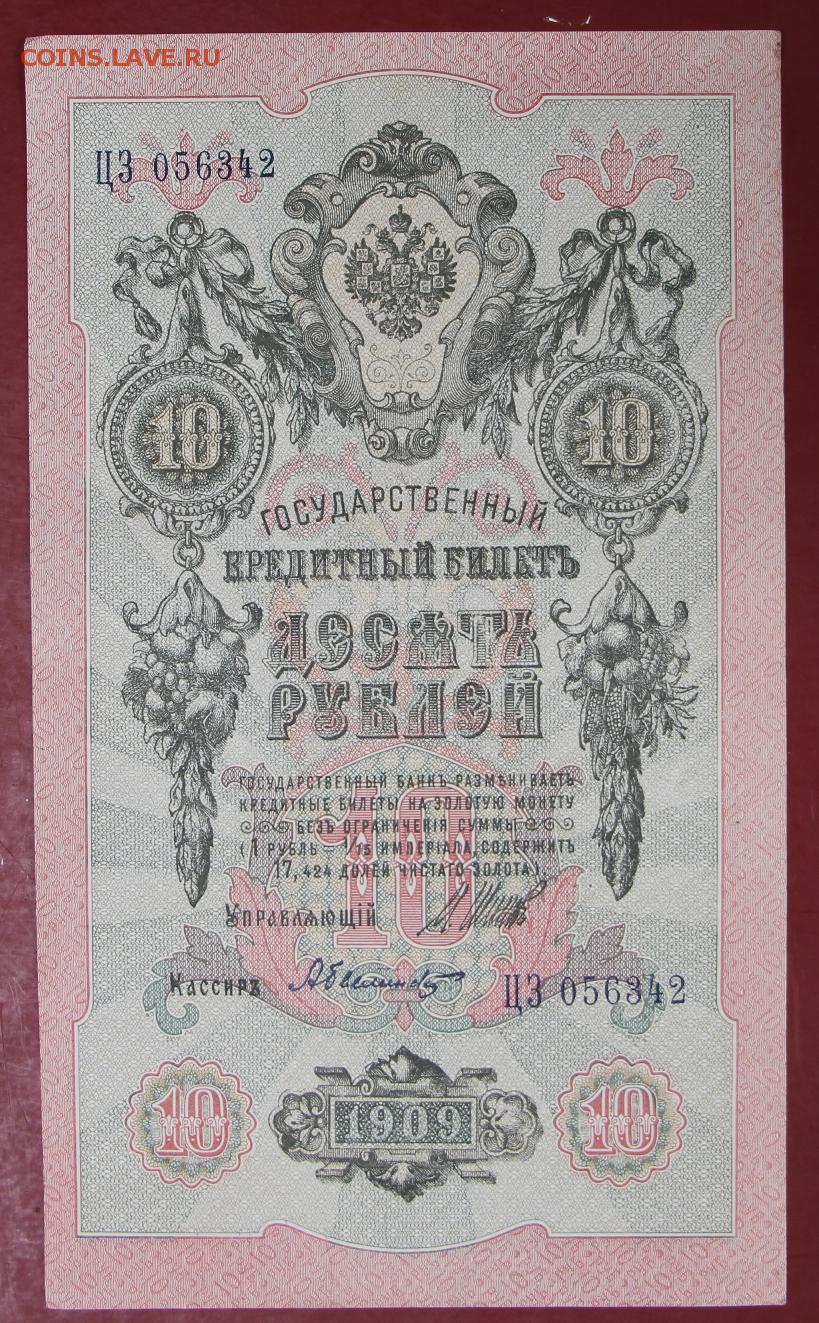 COINS.LAVE.РУ
ЦЗ 056342
10 10
ГОСУДАРСТВЕННЫЙ
КРЕДИТНЫЙ БИЛЕТЪ
ДЕСЯТЬ
РУБЛЕЙ
ГОСУДАРСТВЕННЫЙ БАНКЪ РАЗМѢНИВАЕТЪ
КРЕДИТНЫЕ БИЛЕТЫ НА ЗОЛОТУЮ МОНЕТУ
БЕЗЪ ОГРАНИЧЕНІЯ СУММЫ
(1 РУБЛЬ = 1/15 ИМПЕРІАЛА, СОДЕРЖИТЪ
17,424 ДОЛЕЙ ЧИСТАГО ЗОЛОТА).
10
УПРАВЛЯЮЩІЙ
КАССИРЪ
ЦЗ 056342
10 1909 10